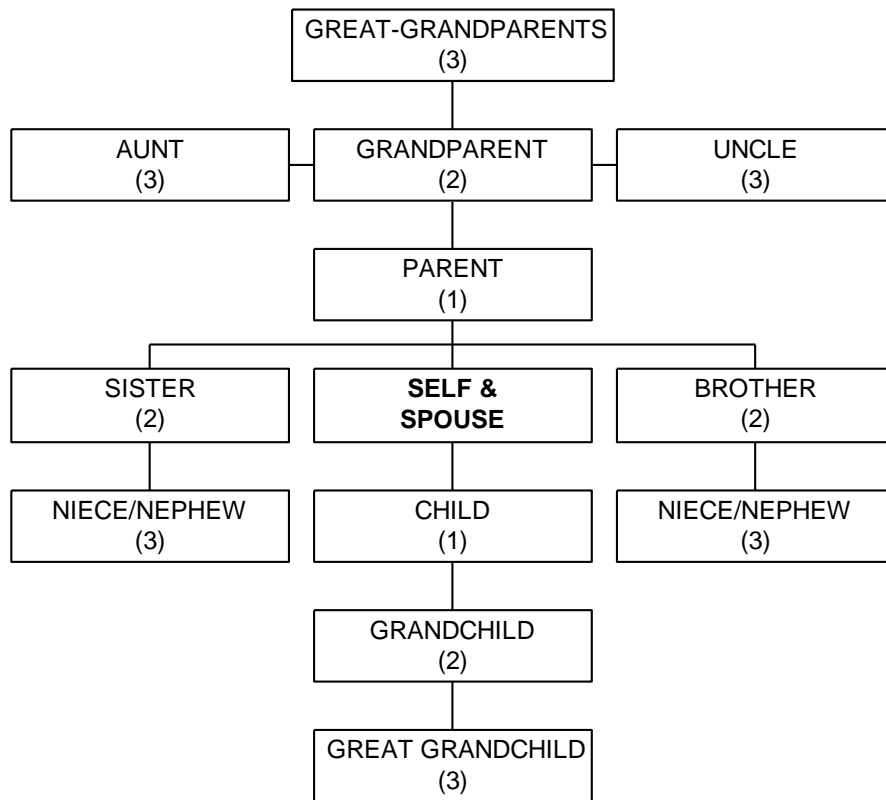 GREAT-GRANDPARENTS
(3)
AUNT
(3)
GRANDPARENT
(2)
UNCLE
(3)
PARENT
(1)
SISTER
(2)
SELF &
SPOUSE
BROTHER
(2)
NIECE/NEPHEW
(3)
CHILD
(1)
NIECE/NEPHEW
(3)
GRANDCHILD
(2)
GREAT GRANDCHILD
(3)